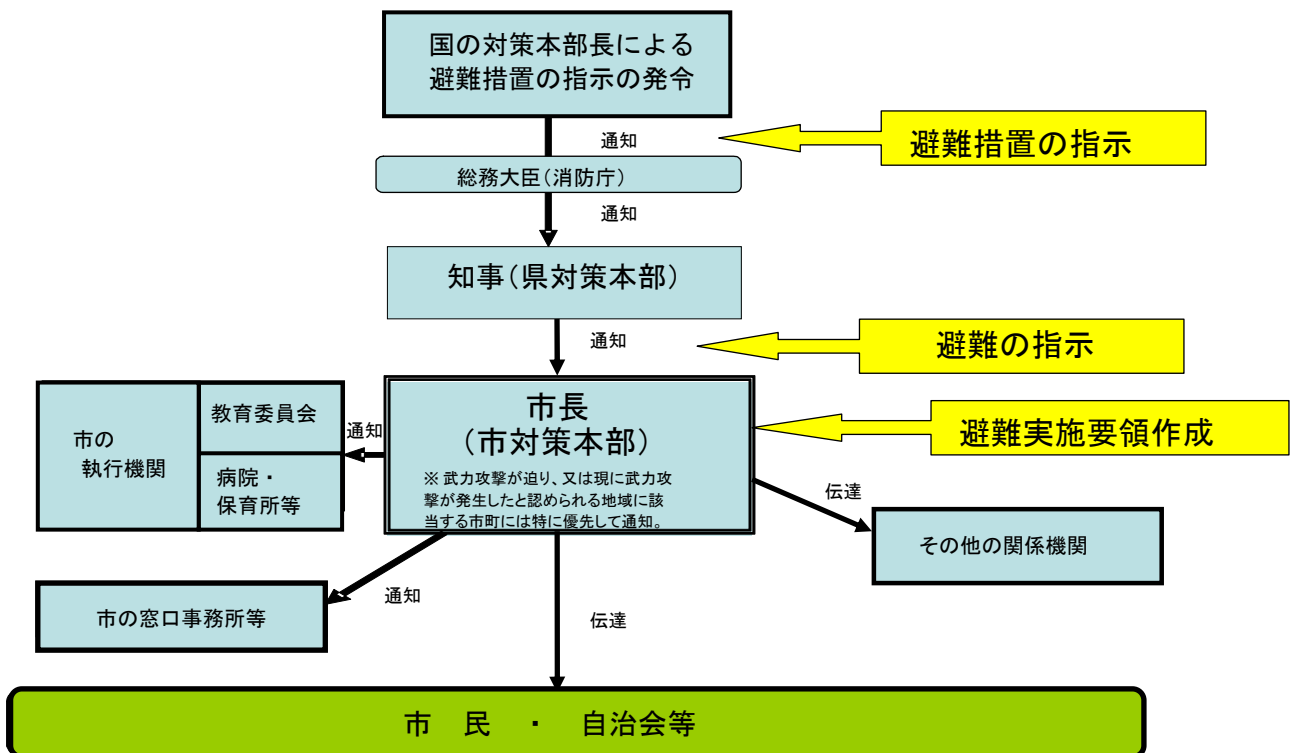 国の対策本部長による
避難措置の指示の発令
通知
避難措置の指示
総務大臣(消防庁)
通知
知事(県対策本部)
通知
避難の指示
市の
執行機関
教育委員会
病院・
保育所等
通知
市長
(市対策本部)
※ 武力攻撃が迫り、又は現に武力攻
撃が発生したと認められる地域に該
当する市町には特に優先して通知。
避難実施要領作成
伝達
その他の関係機関
通知
市の窓口事務所等
伝達
市 民 ・ 自治会等